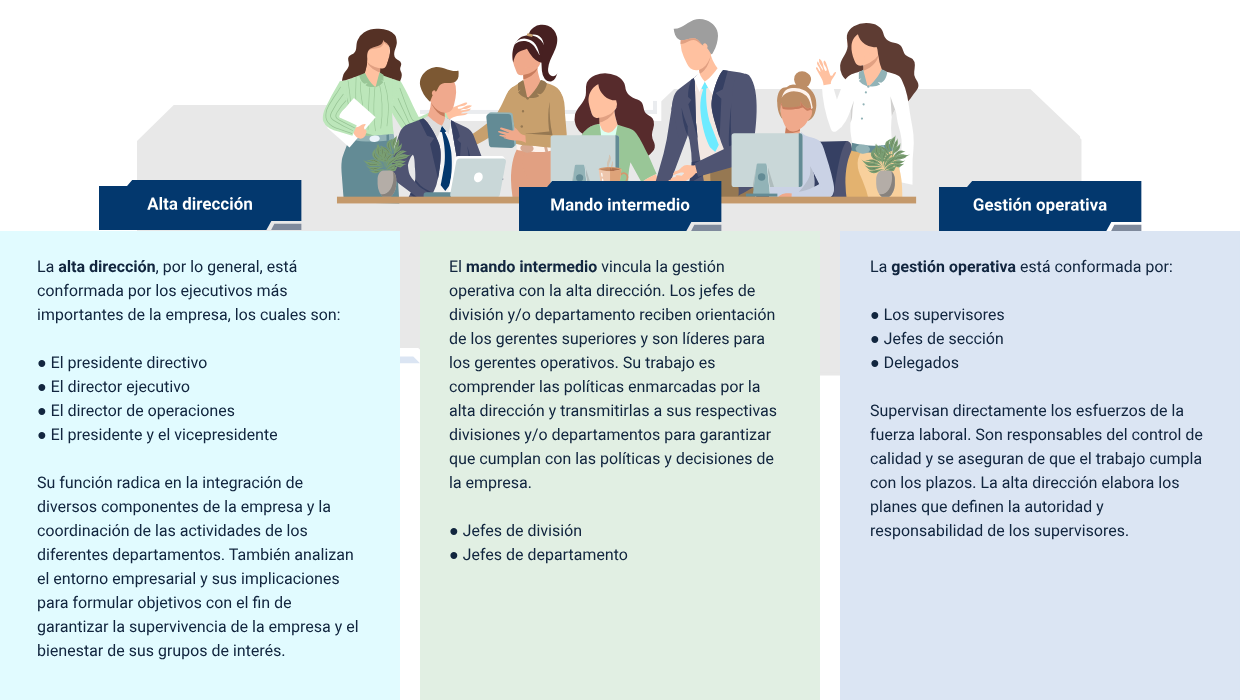 Alta dirección
La alta dirección, por lo general, está
conformada por los ejecutivos más
importantes de la empresa, los cuales son:
● El presidente directivo
● El director ejecutivo
● El director de operaciones
● El presidente y el vicepresidente
Su función radica en la integración de
diversos componentes de la empresa y la
coordinación de las actividades de los
diferentes departamentos. También analizan
el entorno empresarial y sus implicaciones
para formular objetivos con el fin de
garantizar la supervivencia de la empresa y el
bienestar de sus grupos de interés.
Mando intermedio
El mando intermedio vincula la gestión
operativa con la alta dirección. Los jefes de
división y/o departamento reciben orientación
de los gerentes superiores y son líderes para
los gerentes operativos. Su trabajo es
comprender las políticas enmarcadas por la
alta dirección y transmitirlas a sus respectivas
divisiones y/o departamentos para garantizar
que cumplan con las políticas y decisiones de
la empresa.
● Jefes de división
● Jefes de departamento
Gestión operativa
La gestión operativa está conformada por:
● Los supervisores
● Jefes de sección
● Delegados
Supervisan directamente los esfuerzos de la
fuerza laboral. Son responsables del control de
calidad y se aseguran de que el trabajo cumpla
con los plazos. La alta dirección elabora los
planes que definen la autoridad y
responsabilidad de los supervisores.